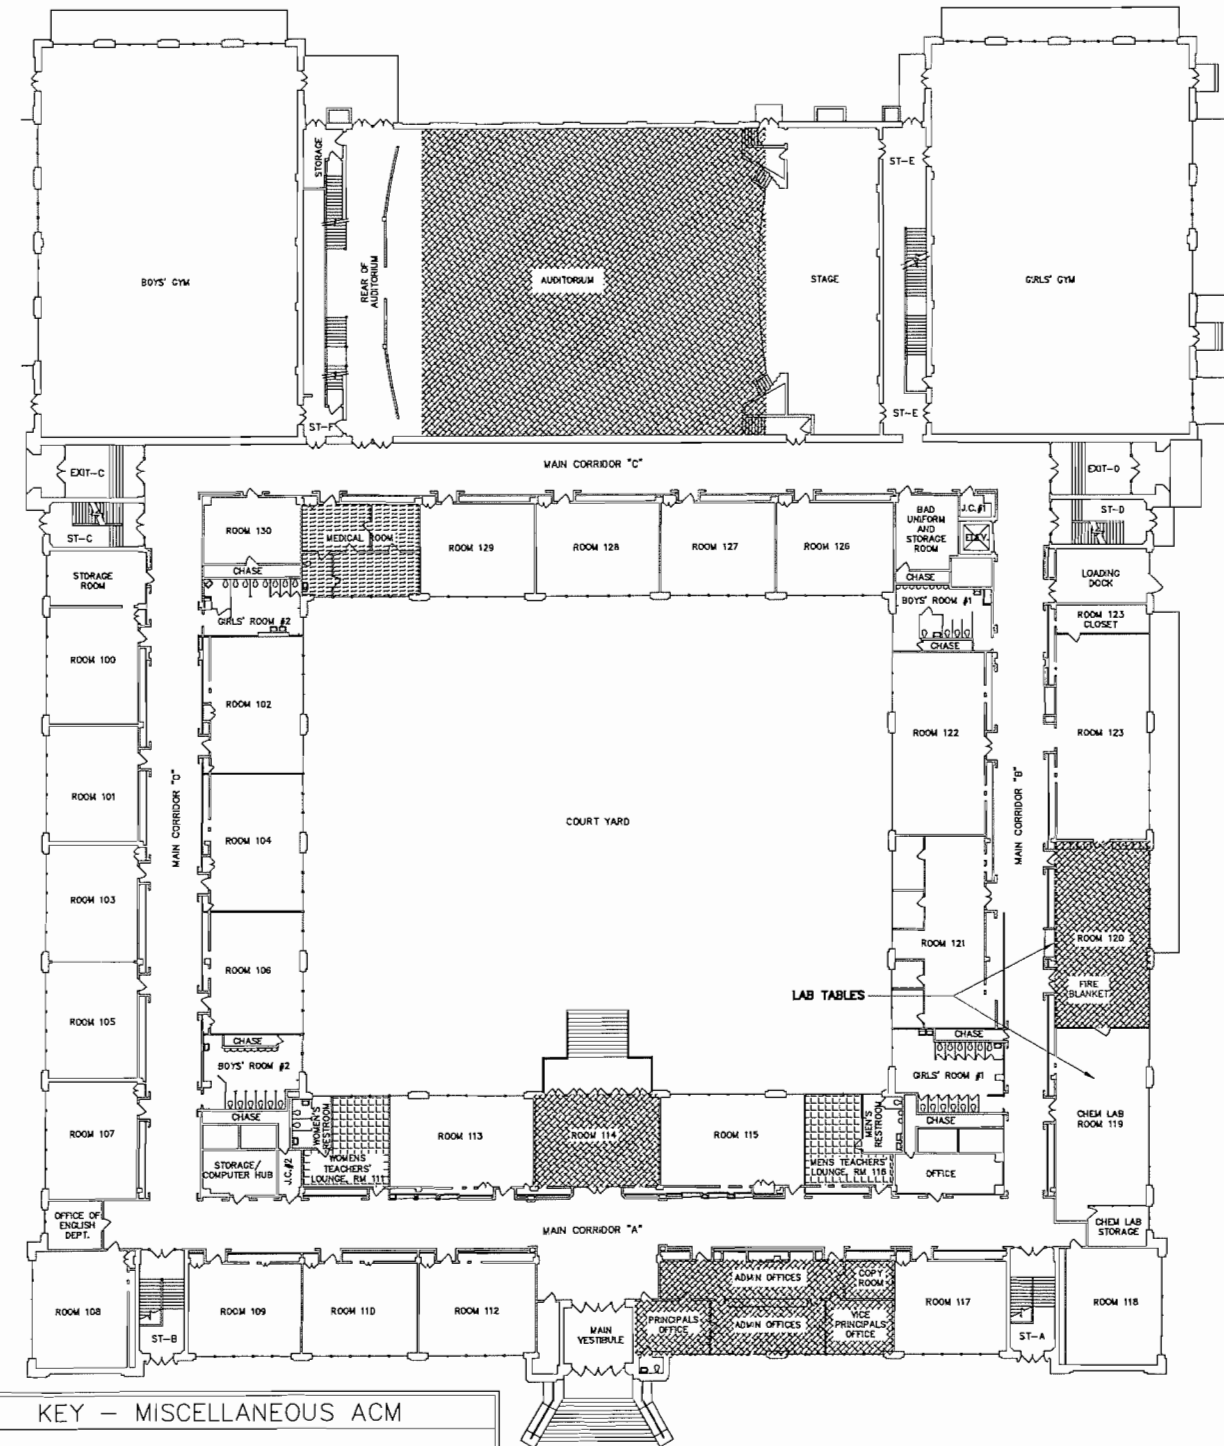 STORAGE
ST-E
BOYS' GYM
REAR OF
AUDITORIUM
AUDITORIUM
STAGE
GIRLS' GYM
ST-F
ST-E
EXIT-C
MAIN CORRIDOR "C"
EXIT-D
ST-C
ROOM 130
MEDICAL ROOM
ROOM 129
ROOM 128
ROOM 127
ROOM 126
BAD
UNIFORM
AND
STORAGE
ROOM
J.C.#1
ELEV.
ST-D
STORAGE
ROOM
CHASE
CHASE
LOADING
DOCK
GIRLS' ROOM #2
BOYS' ROOM #1
CHASE
ROOM 123
CLOSET
ROOM 100
ROOM 102
ROOM 122
ROOM 123
ROOM 101
MAIN CORRIDOR "D"
ROOM 104
COURT YARD
MAIN CORRIDOR "B"
ROOM 103
ROOM 106
ROOM 121
ROOM 120
FIRE
BLANKET
LAB TABLES
ROOM 105
CHASE
BOYS' ROOM #2
CHASE
CHASE
GIRLS' ROOM #1
CHASE
ROOM 107
WOMEN'S
RESTROOM
ROOM 113
ROOM 114
ROOM 115
MEN'S
RESTROOM
CHEM LAB
ROOM 119
STORAGE/
COMPUTER HUB
J.C.#2
WOMENS
TEACHERS'
LOUNGE, RM 111
MENS TEACHERS'
LOUNGE, RM 116
OFFICE
OFFICE OF
ENGLISH
DEPT.
MAIN CORRIDOR "A"
CHEM LAB
STORAGE
ROOM 108
ST-B
ROOM 109
ROOM 110
ROOM 112
MAIN
VESTIBULE
ADMIN OFFICES
COPY
ROOM
PRINCIPALS
OFFICE
ADMIN OFFICES
VICE
PRINCIPALS
OFFICE
ROOM 117
ST-A
ROOM 118
KEY – MISCELLANEOUS ACM